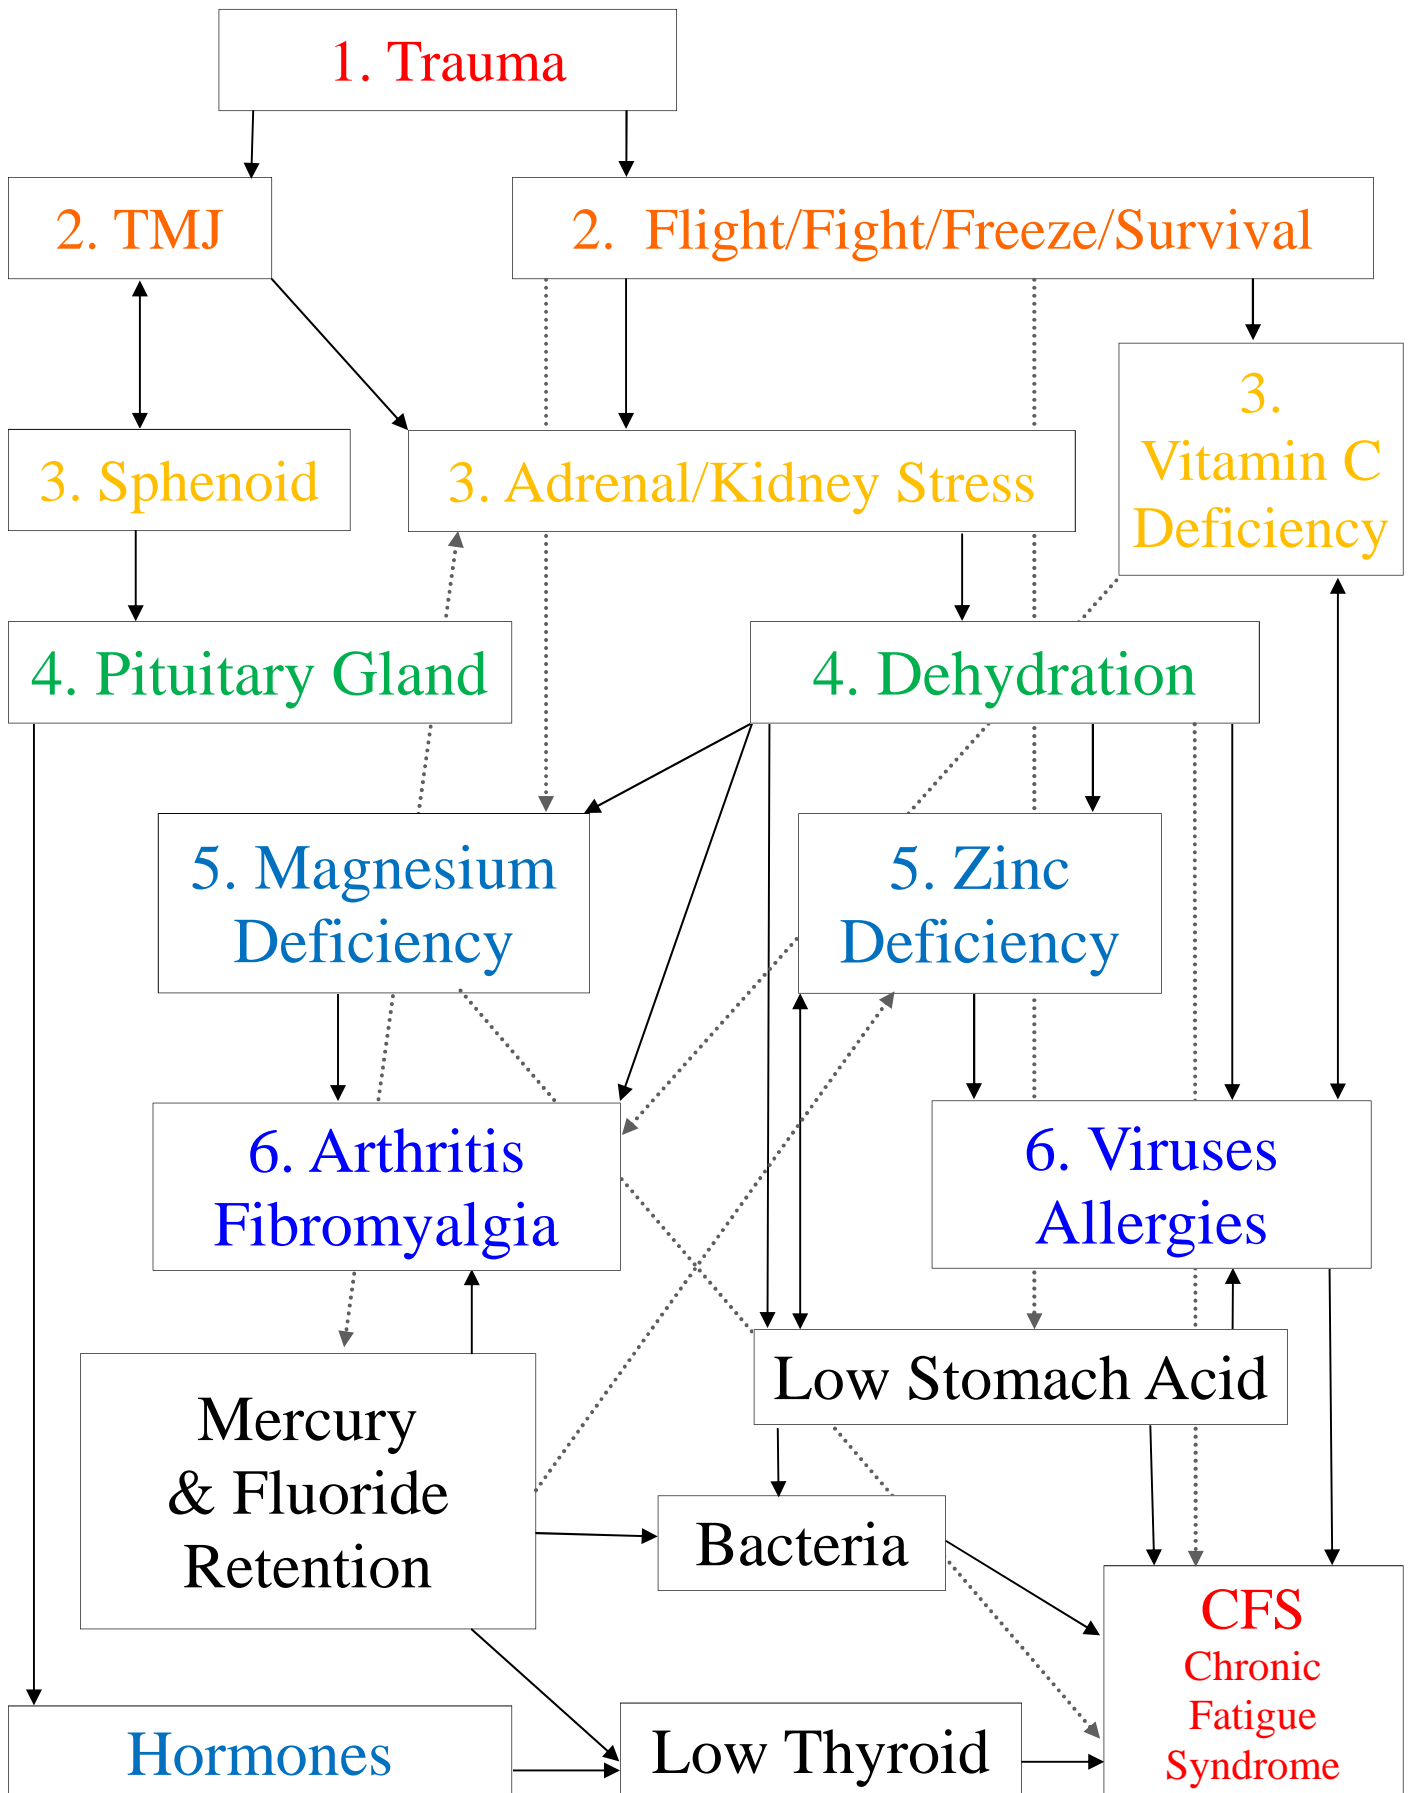 1. Trauma
2. TMJ
2. Flight/Fight/Freeze/Survival
3.
Vitamin C
Deficiency
3. Sphenoid
3. Adrenal/Kidney Stress
4. Pituitary Gland
4. Dehydration
5. Magnesium
Deficiency
5. Zinc
Deficiency
6. Arthritis
Fibromyalgia
6. Viruses
Allergies
Low Stomach Acid
Mercury
& Fluoride
Retention
Bacteria
CFS
Chronic
Fatigue
Syndrome
Hormones
Low Thyroid